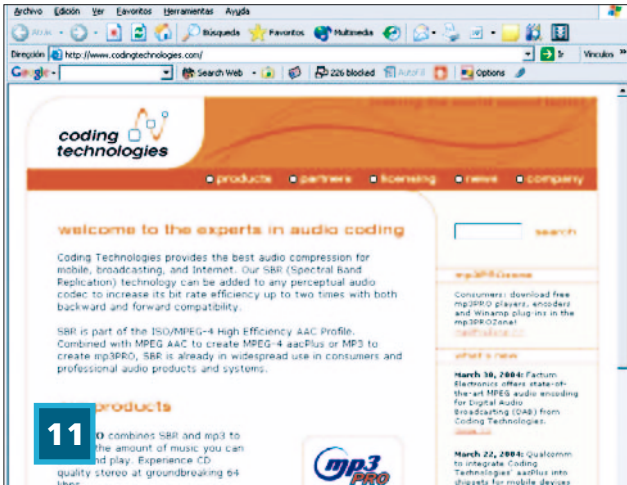 Archivo Edición Ver Favoritos Herramientas Ayuda
Atrás Búsqueda Favoritos Multimedia
Dirección http://www.codingtechnologies.com/ Ir Vínculos »
Google Search Web 226 blocked AutoFill Options
coding technologies
products partners licensing news company
welcome to the experts in audio coding
search
Coding Technologies provides the best audio compression for
mobile, broadcasting, and Internet. Our SBR (Spectral Band
Replication) technology can be added to any perceptual audio
codec to increase its bit rate efficiency up to two times with both
backward and forward compatibility.
SBR is part of the ISO/MPEG-4 High Efficiency AAC Profile.
Combined with MPEG AAC to create MPEG-4 aacPlus or MP3 to
create mp3PRO, SBR is already in widespread use in consumers and
professional audio products and systems.
products
11
O combines SBR and mp3 to
the amount of music you can
nd play. Experience CD
quality stereo at groundbreaking 64
kbps
mp3 PRO
mp3PROzone
Consumers: download free
mp3PRO players, encoders
and Winamp plug-ins in the
mp3PROZone!
what's new
March 30, 2004: Factum
Electronics offers state-of-
the-art MPEG audio encoding
for Digital Audio
Broadcasting (DAB) from
Coding Technologies.
March 22, 2004: Qualcomm
to integrate Coding
Technologies' aacPlus into
chipsets for mobile devices